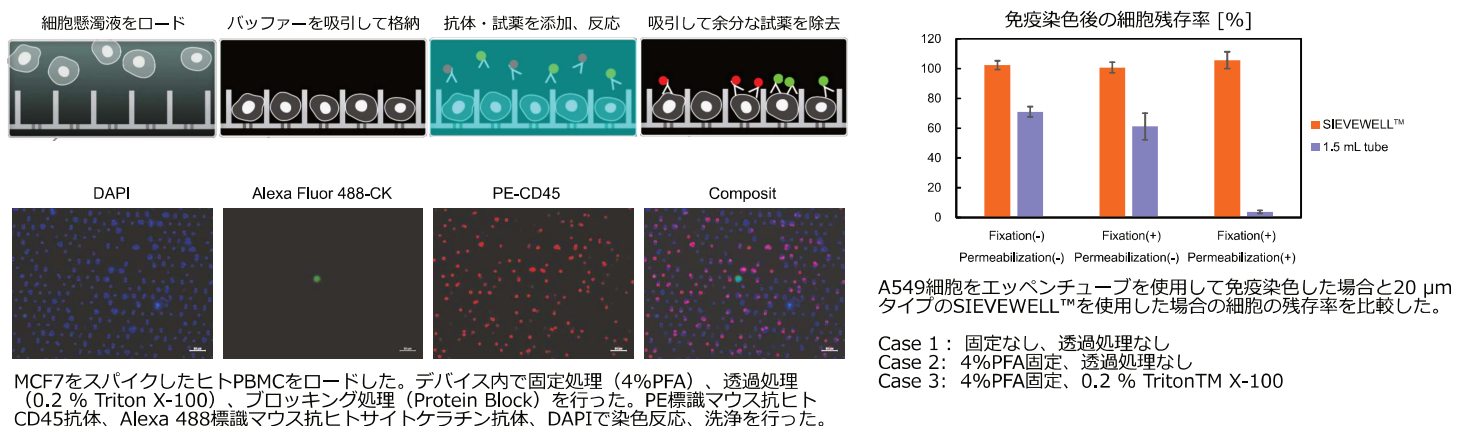 細胞懸濁液をロード
バッファーを吸引して格納
抗体・試薬を添加、反応
吸引して余分な試薬を除去
DAPI
Alexa Fluor 488-CK
PE-CD45
Composit
MCF7をスパイクしたヒトPBMCをロードした。デバイス内で固定処理（4%PFA）、透過処理
（0.2 % Triton X-100）、ブロッキング処理（Protein Block）を行った。PE標識マウス抗ヒト
CD45抗体、Alexa 488標識マウス抗ヒトサイトケラチン抗体、DAPIで染色反応、洗浄を行った。
免疫染色後の細胞残存率 [%]
120
100
80
60
40
20
0
Fixation(-)
Permeabilization(-)
Fixation(+)
Permeabilization(-)
Fixation(+)
Permeabilization(+)
SIEVEWELL™
1.5 mL tube
A549細胞をエッペンチューブを使用して免疫染色した場合と20 μm
タイプのSIEVEWELL™を使用した場合の細胞の残存率を比較した。
Case 1： 固定なし、透過処理なし
Case 2: 4%PFA固定、透過処理なし
Case 3: 4%PFA固定、0.2 % TritonTM X-100